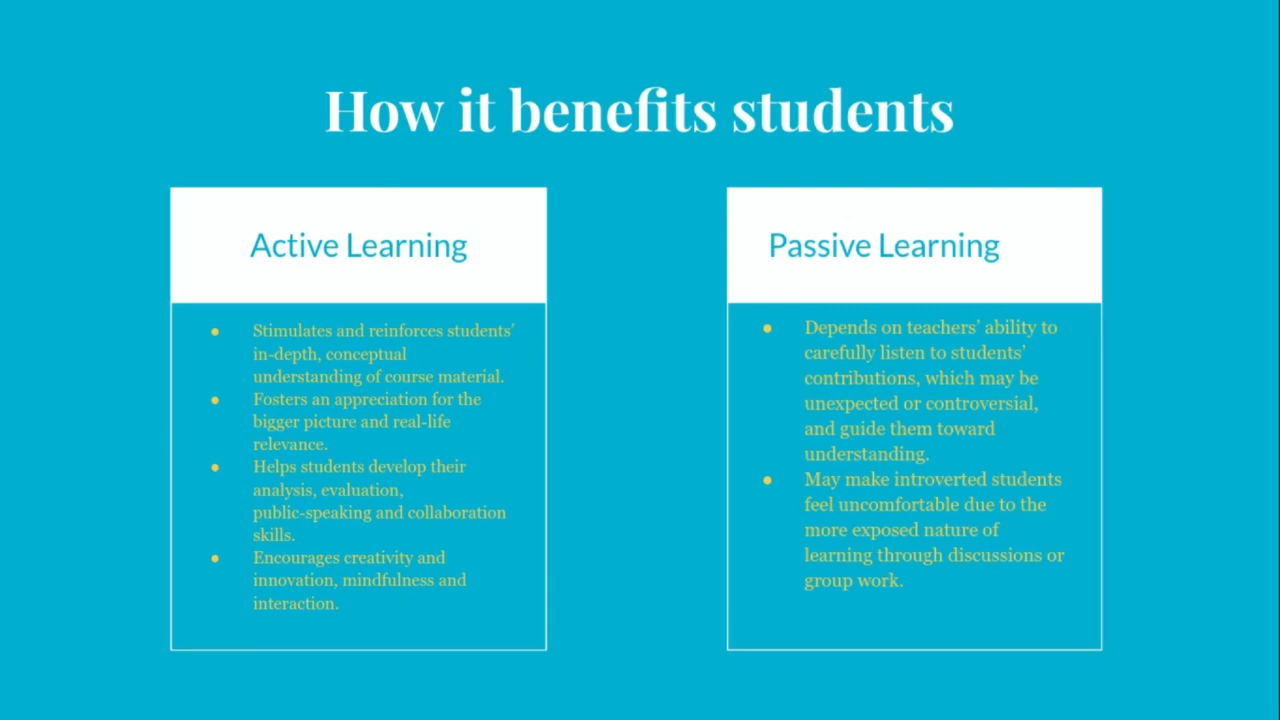 How it benefits students
Active Learning
● Stimulates and reinforces students’
in-depth, conceptual
understanding of course material.
● Fosters an appreciation for the
bigger picture and real-life
relevance.
● Helps students develop their
analysis, evaluation,
public-speaking and collaboration
skills.
● Encourages creativity and
innovation, mindfulness and
interaction.
Passive Learning
● Depends on teachers’ ability to
carefully listen to students’
contributions, which may be
unexpected or controversial,
and guide them toward
understanding.
● May make introverted students
feel uncomfortable due to the
more exposed nature of
learning through discussions or
group work.